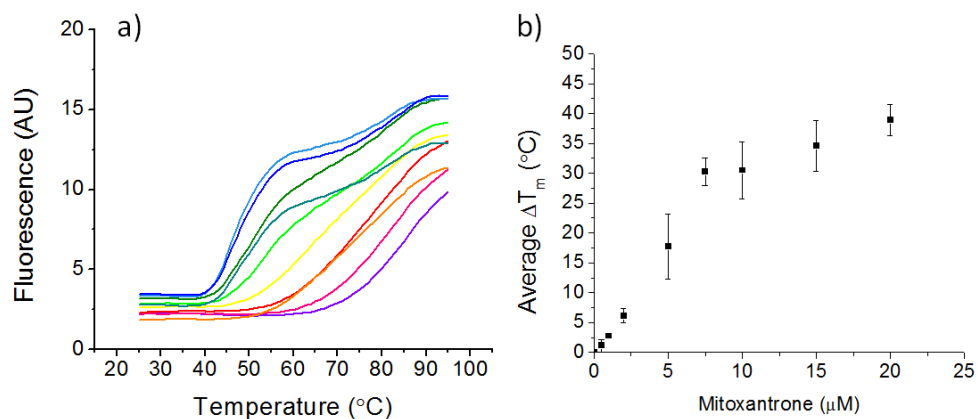 a)
20
15
10
5
0
Fluorescence (AU)
20 30 40 50 60 70 80 90 100
Temperature (°C)
b)
50
45
40
35
30
25
20
15
10
5
0
Average ΔTm (°C)
0 5 10 15 20 25
Mitoxantrone (μM)